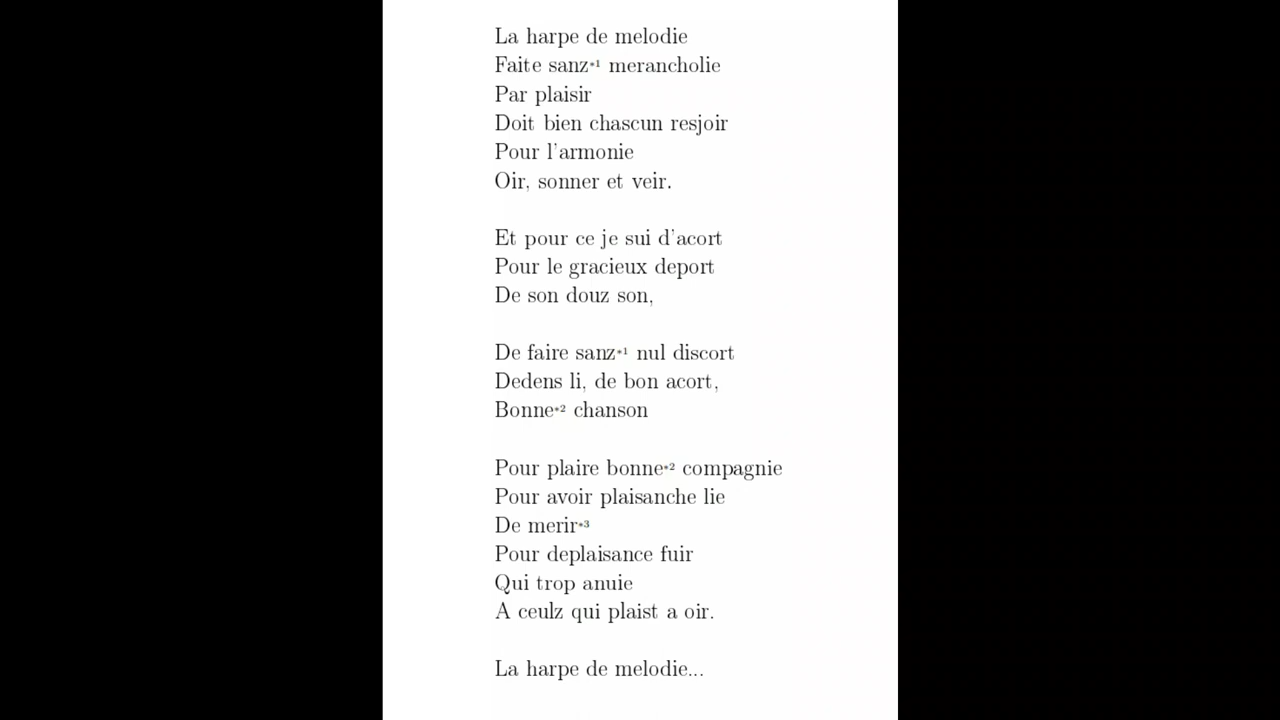 La harpe de melodie
Faite sanz*1 merancholie
Par plaisir
Doit bien chascun resjoir
Pour l'armonie
Oir, sonner et veir.
Et pour ce je sui d'acort
Pour le gracieux deport
De son douz son,
De faire sanz*1 nul discort
Dedens li, de bon acort,
Bonne*2 chanson
Pour plaire bonne*2 compagnie
Pour avoir plaisanche lie
De merir*3
Pour deplaisance fuir
Qui trop anuie
A ceulz qui plaist a oir.
La harpe de melodie...